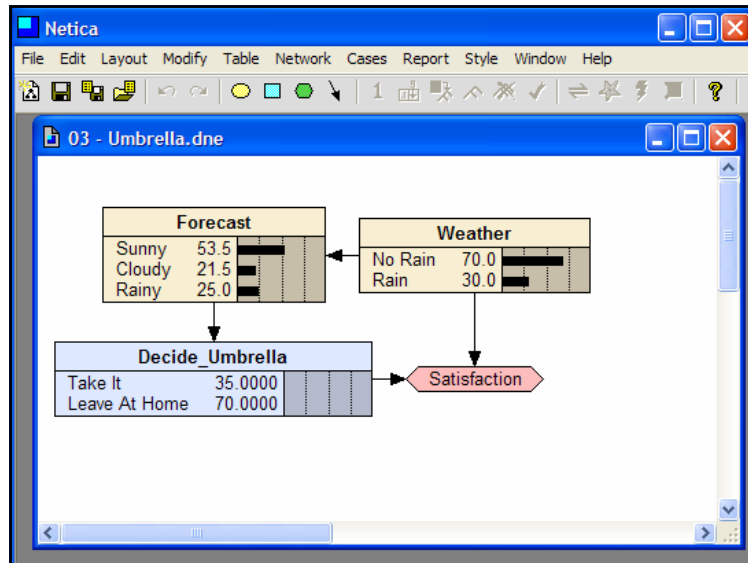 Netica
File Edit Layout Modify Table Network Cases Report Style Window Help
1 ?
03 - Umbrella.dne
Forecast
Sunny 53.5
Cloudy 21.5
Rainy 25.0
Weather
No Rain 70.0
Rain 30.0
Decide_Umbrella
Take It 35.0000
Leave At Home 70.0000
Satisfaction